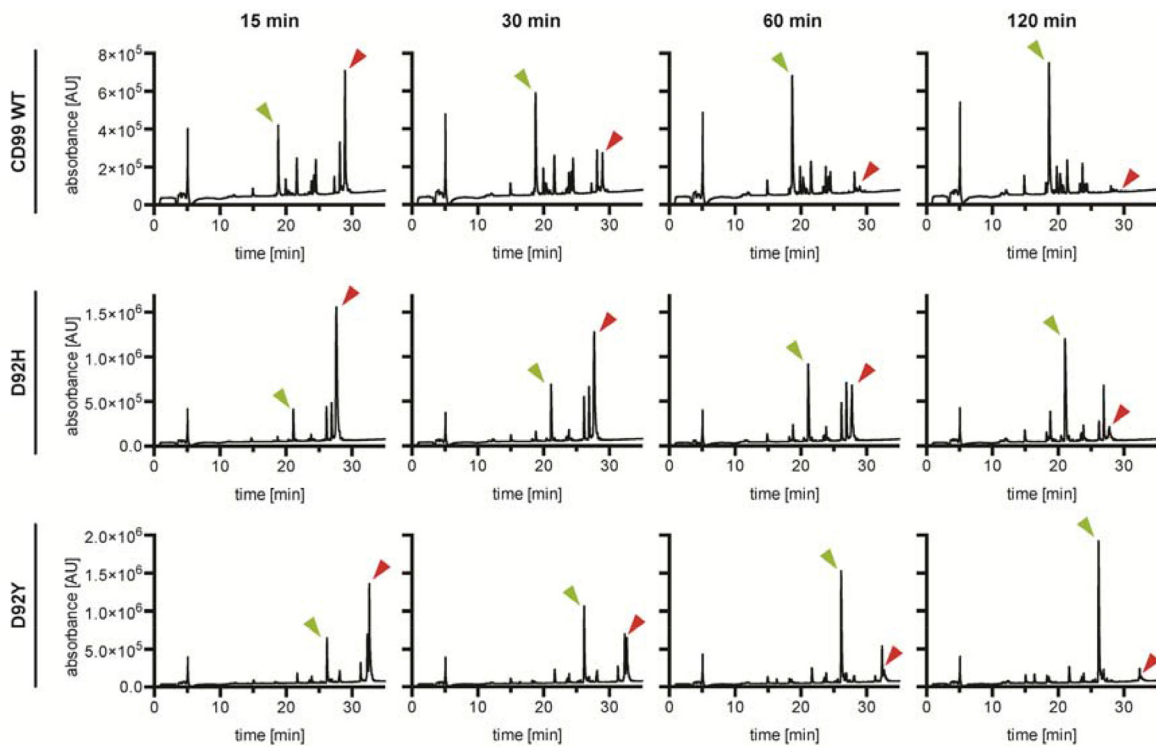 15 min 30 min 60 min 120 min
CD99 WT
absorbance [AU]
8×10⁵
6×10⁵
4×10⁵
2×10⁵
0
0 10 20 30 0 10 20 30 0 10 20 30 0 10 20 30
time [min] time [min] time [min] time [min]
D92H
absorbance [AU]
1.5×10⁶
1.0×10⁶
5.0×10⁵
0.0
0 10 20 30 0 10 20 30 0 10 20 30 0 10 20 30
time [min] time [min] time [min] time [min]
D92Y
absorbance [AU]
2.0×10⁶
1.5×10⁶
1.0×10⁶
5.0×10⁵
0.0
0 10 20 30 0 10 20 30 0 10 20 30 0 10 20 30
time [min] time [min] time [min] time [min]